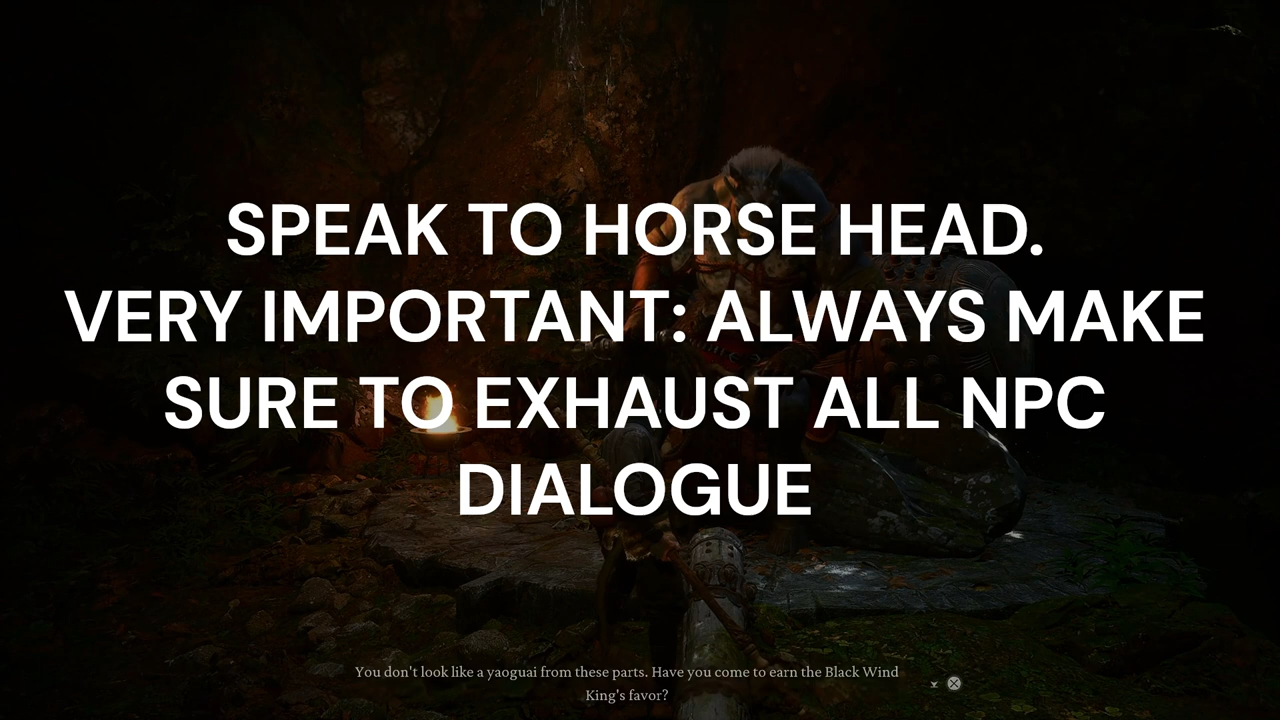 SPEAK TO HORSE HEAD.
VERY IMPORTANT: ALWAYS MAKE
SURE TO EXHAUST ALL NPC
DIALOGUE
You don't look like a yaoguai from these parts. Have you come to earn the Black Wind
King's favor?